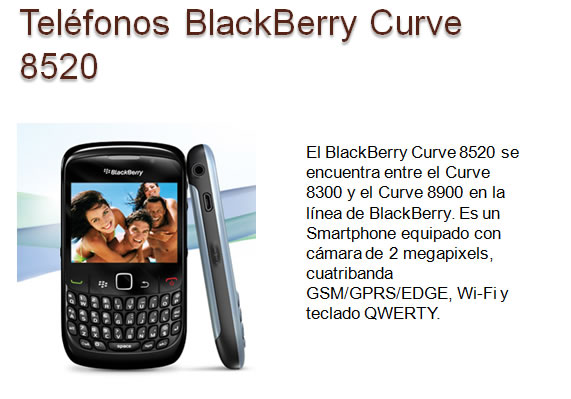 Teléfonos BlackBerry Curve
8520
BlackBerry
El BlackBerry Curve 8520 se
encuentra entre el Curve
8300 y el Curve 8900 en la
línea de BlackBerry. Es un
Smartphone equipado con
cámara de 2 megapixels,
cuatribanda
GSM/GPRS/EDGE, Wi-Fi y
teclado QWERTY.
space